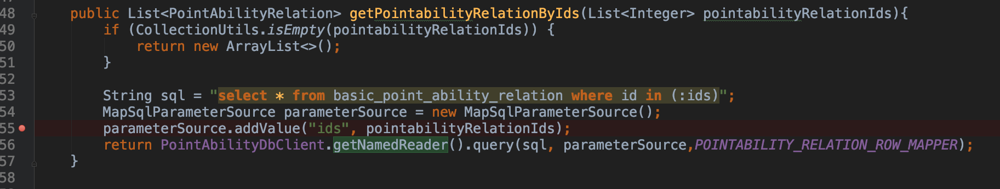 48 public List<PointAbilityRelation> getPointabilityRelationByIds(List<Integer> pointabilityRelationIds){
49 if (CollectionUtils.isEmpty(pointabilityRelationIds)) {
50 return new ArrayList<>();
51 }
52
53 String sql = "select * from basic_point_ability_relation where id in (:ids)";
54 MapSqlParameterSource parameterSource = new MapSqlParameterSource();
55 parameterSource.addValue("ids", pointabilityRelationIds);
56 return PointAbilityDbClient.getNamedReader().query(sql, parameterSource,POINTABILITY_RELATION_ROW_MAPPER);
57 }
58